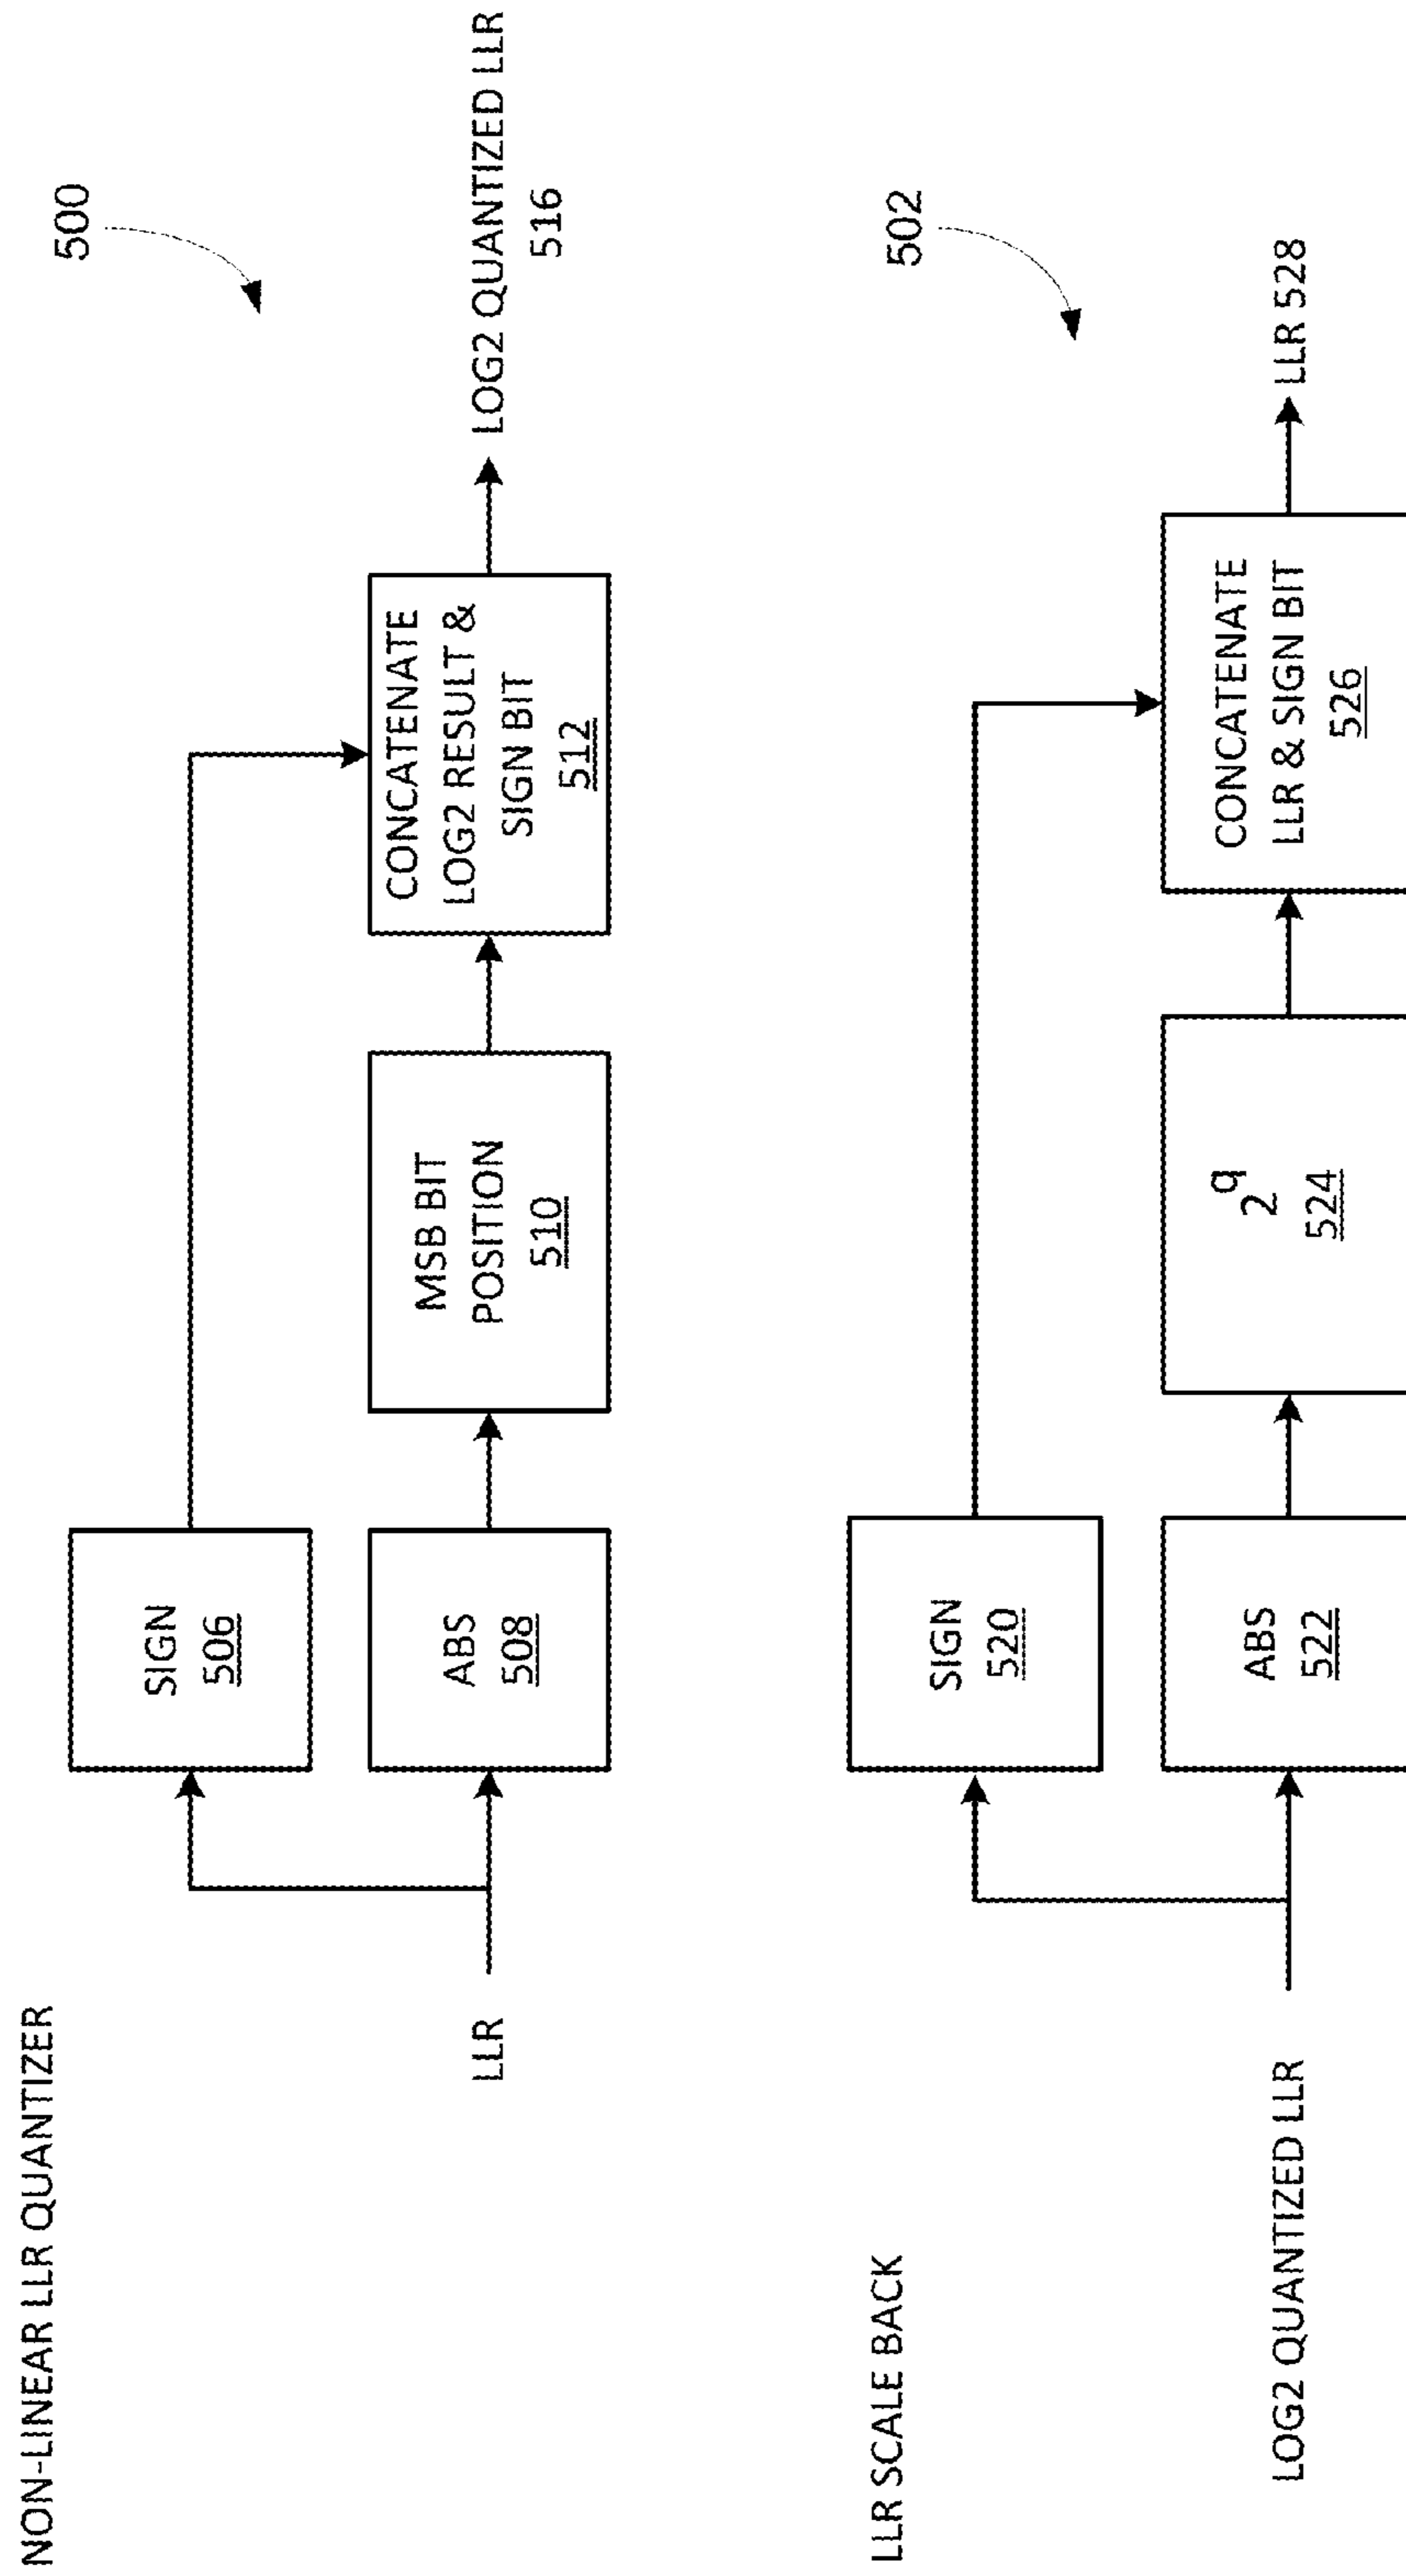 NON-LINEAR LLR QUANTIZER
500
SIGN
506
LLR
ABS
508
MSB BIT
POSITION
510
CONCATENATE
LOG2 RESULT &
SIGN BIT
512
LOG2 QUANTIZED LLR
516
LLR SCALE BACK
502
SIGN
520
LOG2 QUANTIZED LLR
ABS
522
2^q
524
CONCATENATE
LLR & SIGN BIT
526
LLR 528